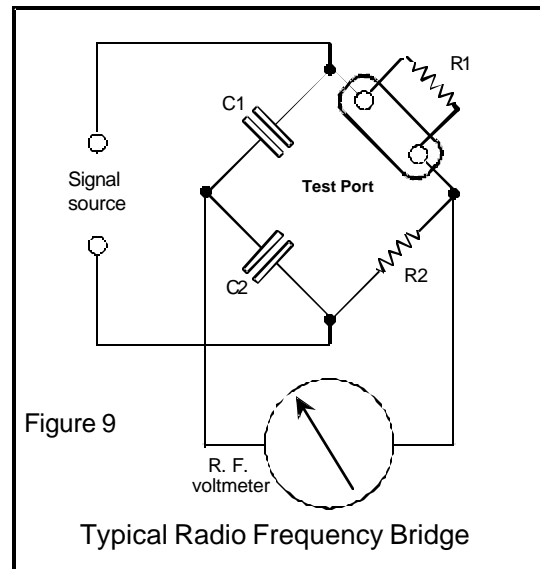 R1
C1
Signal
source
Test Port
C2
R2
Figure 9
R. F.
voltmeter
Typical Radio Frequency Bridge